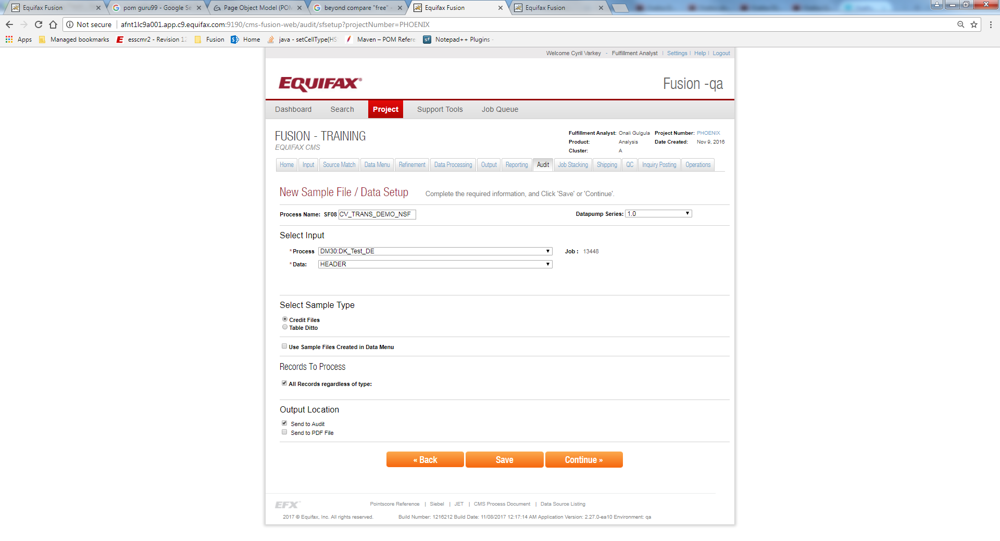 Equifax Fusion
pom guru99 - Google Se
Page Object Model (POM
beyond compare "free" -
Equifax Fusion
Equifax Fusion
Not secure | afnt1lc9a001.app.c9.equifax.com:9190/cms-fusion-web/audit/sfsetup?projectNumber=PHOENIX
Apps Managed bookmarks esscmr2 - Revision 12 Fusion Home java - setCellType(HS Maven – POM Refere Notepad++ Plugins -
Welcome Cyril Varkey - Fulfillment Analyst | Settings | Help | Logout
EQUIFAX®
Fusion -qa
Dashboard Search Project Support Tools Job Queue
FUSION - TRAINING
EQUIFAX CMS
Fulfillment Analyst: Onali Gulgula Project Number: PHOENIX
Product: Analysis Date Created: Nov 9, 2016
Cluster: A
Home Input Source Match Data Menu Refinement Data Processing Output Reporting Audit Job Stacking Shipping QC Inquiry Posting Operations
New Sample File / Data Setup Complete the required information, and Click 'Save' or 'Continue'.
Process Name: SF08 CV_TRANS_DEMO_NSF Datapump Series: 1.0
Select Input
*Process DM30:DK_Test_DE Job : 13448
*Data: HEADER
Select Sample Type
Credit Files
Table Ditto
Use Sample Files Created in Data Menu
Records To Process
All Records regardless of type:
Output Location
Send to Audit
Send to PDF File
« Back Save Continue »
EFX Pointscore Reference | Siebel | JET | CMS Process Document | Data Source Listing
2017 © Equifax, Inc. All rights reserved. Build Number: 1216212 Build Date: 11/08/2017 12:17:14 AM Application Version: 2.27.0-ea10 Environment: qa